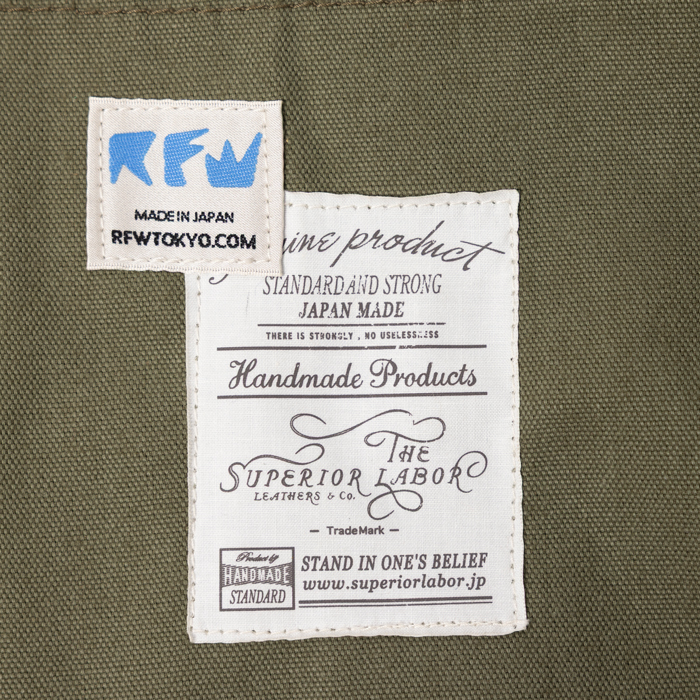 RFW
MADE IN JAPAN
RFWTOKYO.COM
product
STANDARD AND STRONG
JAPAN MADE
THERE IS STRONGLY , NO USELESSNESS
Handmade Products
THE
SUPERIOR LABOR
LEATHERS & CO.
— TradeMark —
Product by
HANDMADE
STANDARD
STAND IN ONE'S BELIEF
www.superiorlabor.jp